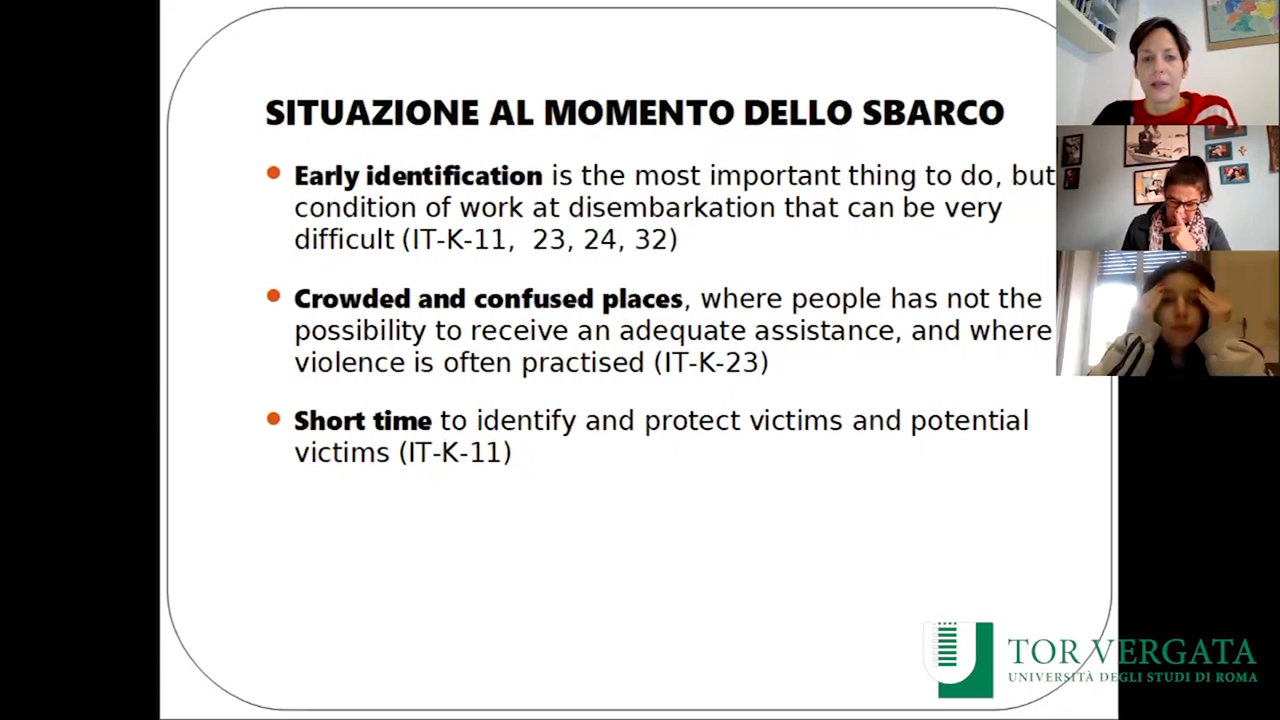 SITUAZIONE AL MOMENTO DELLO SBARCO
Early identification is the most important thing to do, but
condition of work at disembarkation that can be very
difficult (IT-K-11, 23, 24, 32)
Crowded and confused places, where people has not the
possibility to receive an adequate assistance, and where
violence is often practised (IT-K-23)
Short time to identify and protect victims and potential
victims (IT-K-11)
TOR VERGATA
UNIVERSITÀ DEGLI STUDI DI ROMA